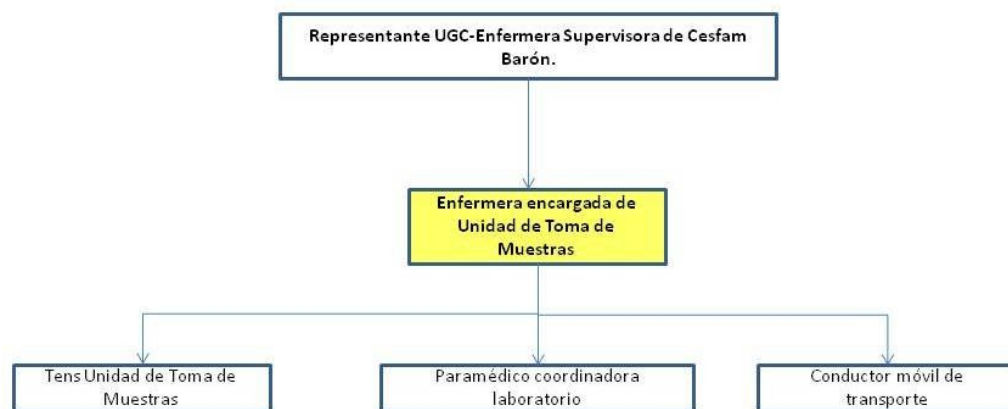 Representante UGC-Enfermera Supervisora de Cesfam
Barón.
Enfermera encargada de
Unidad de Toma de
Muestras
Tens Unidad de Toma de
Muestras
Paramédico coordinadora
laboratorio
Conductor móvil de
transporte